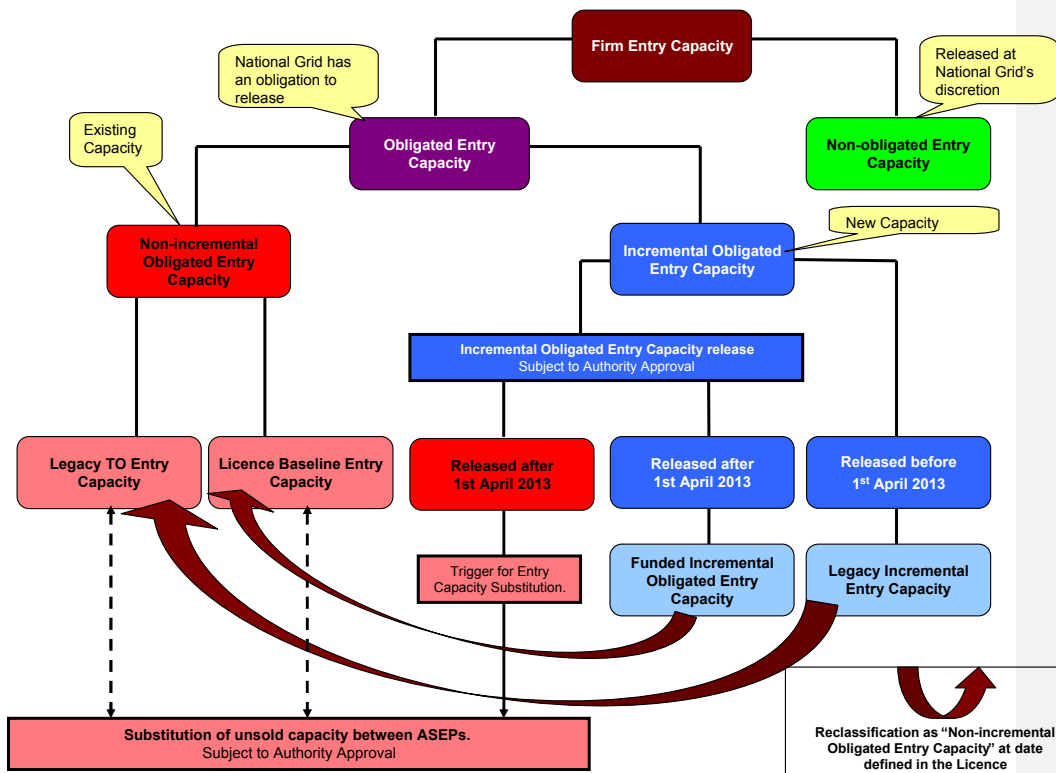 Firm Entry Capacity
National Grid has
an obligation to
release
Released at
National Grid's
discretion
Existing
Capacity
Obligated Entry
Capacity
Non-obligated Entry
Capacity
New Capacity
Non-incremental
Obligated Entry
Capacity
Incremental Obligated
Entry Capacity
Incremental Obligated Entry Capacity release
Subject to Authority Approval
Legacy TO Entry
Capacity
Licence Baseline Entry
Capacity
Released after
1st April 2013
Released after
1st April 2013
Released before
1st April 2013
Trigger for Entry
Capacity Substitution.
Funded Incremental
Obligated Entry
Capacity
Legacy Incremental
Entry Capacity
Substitution of unsold capacity between ASEPs.
Subject to Authority Approval
Reclassification as "Non-incremental
Obligated Entry Capacity" at date
defined in the Licence